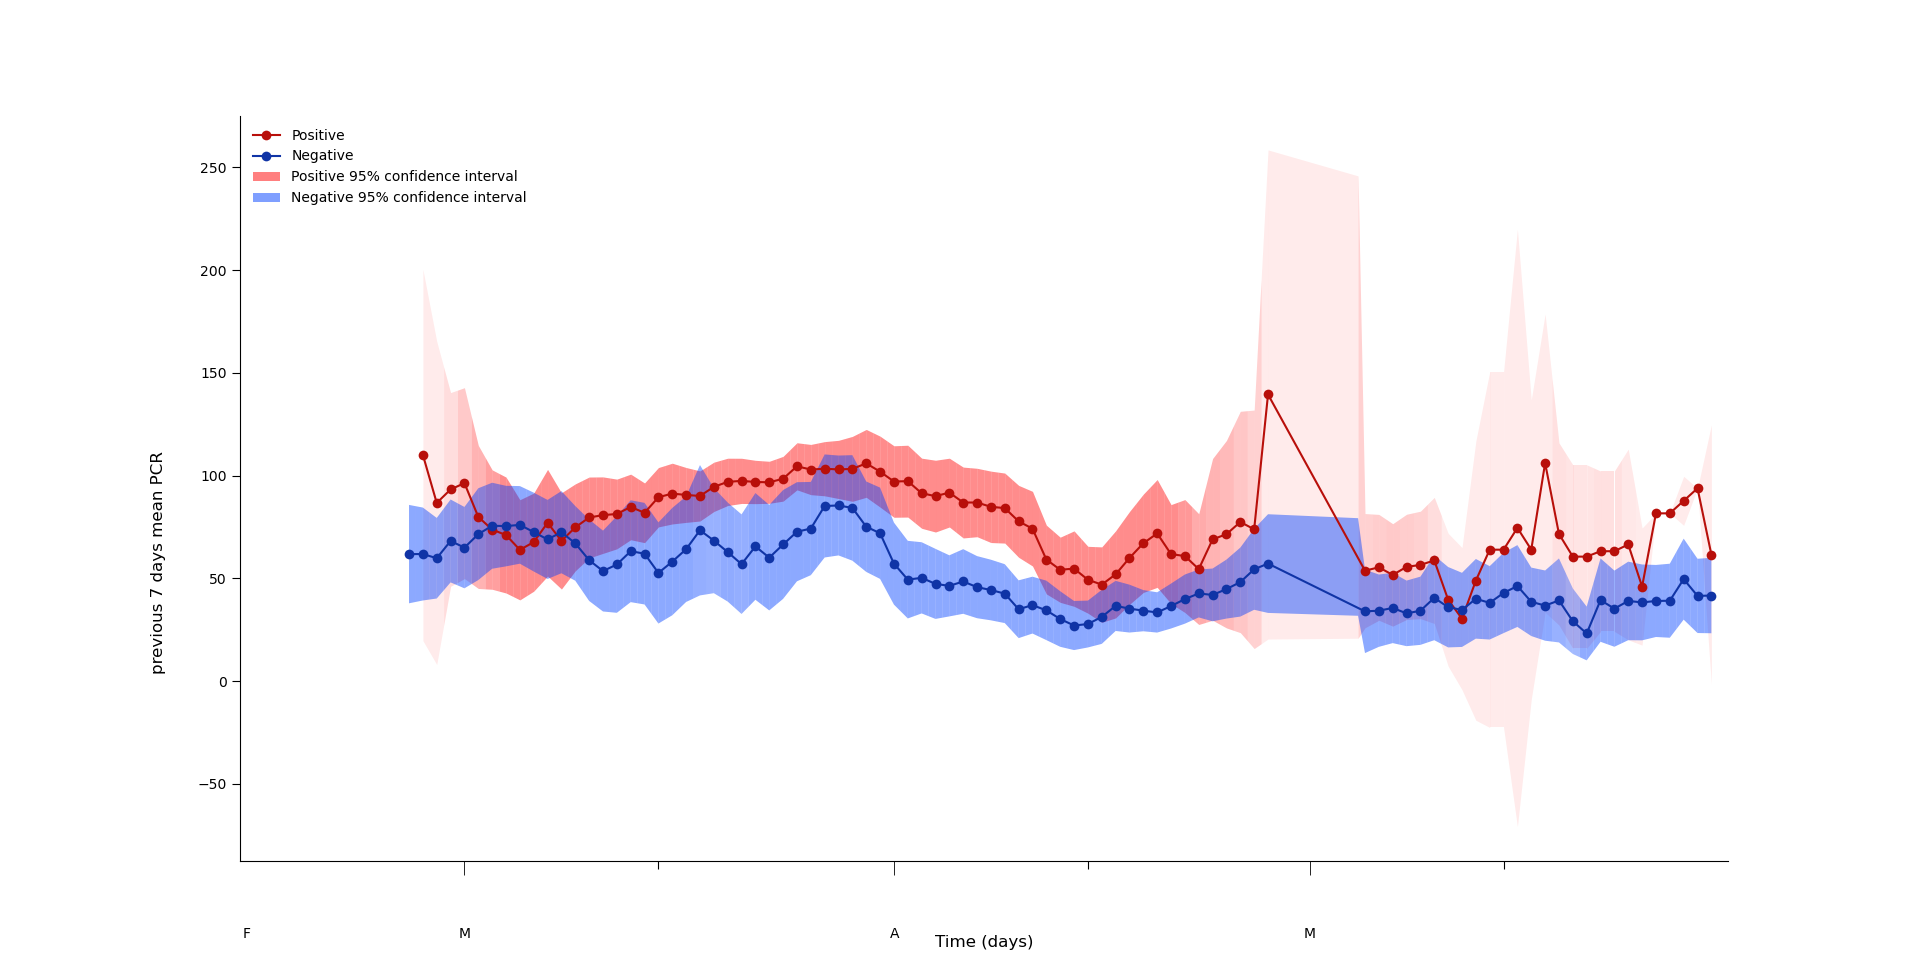 Positive
Negative
Positive 95% confidence interval
Negative 95% confidence interval
250
200
150
100
50
0
−50
previous 7 days mean PCR
F M A M
Time (days)